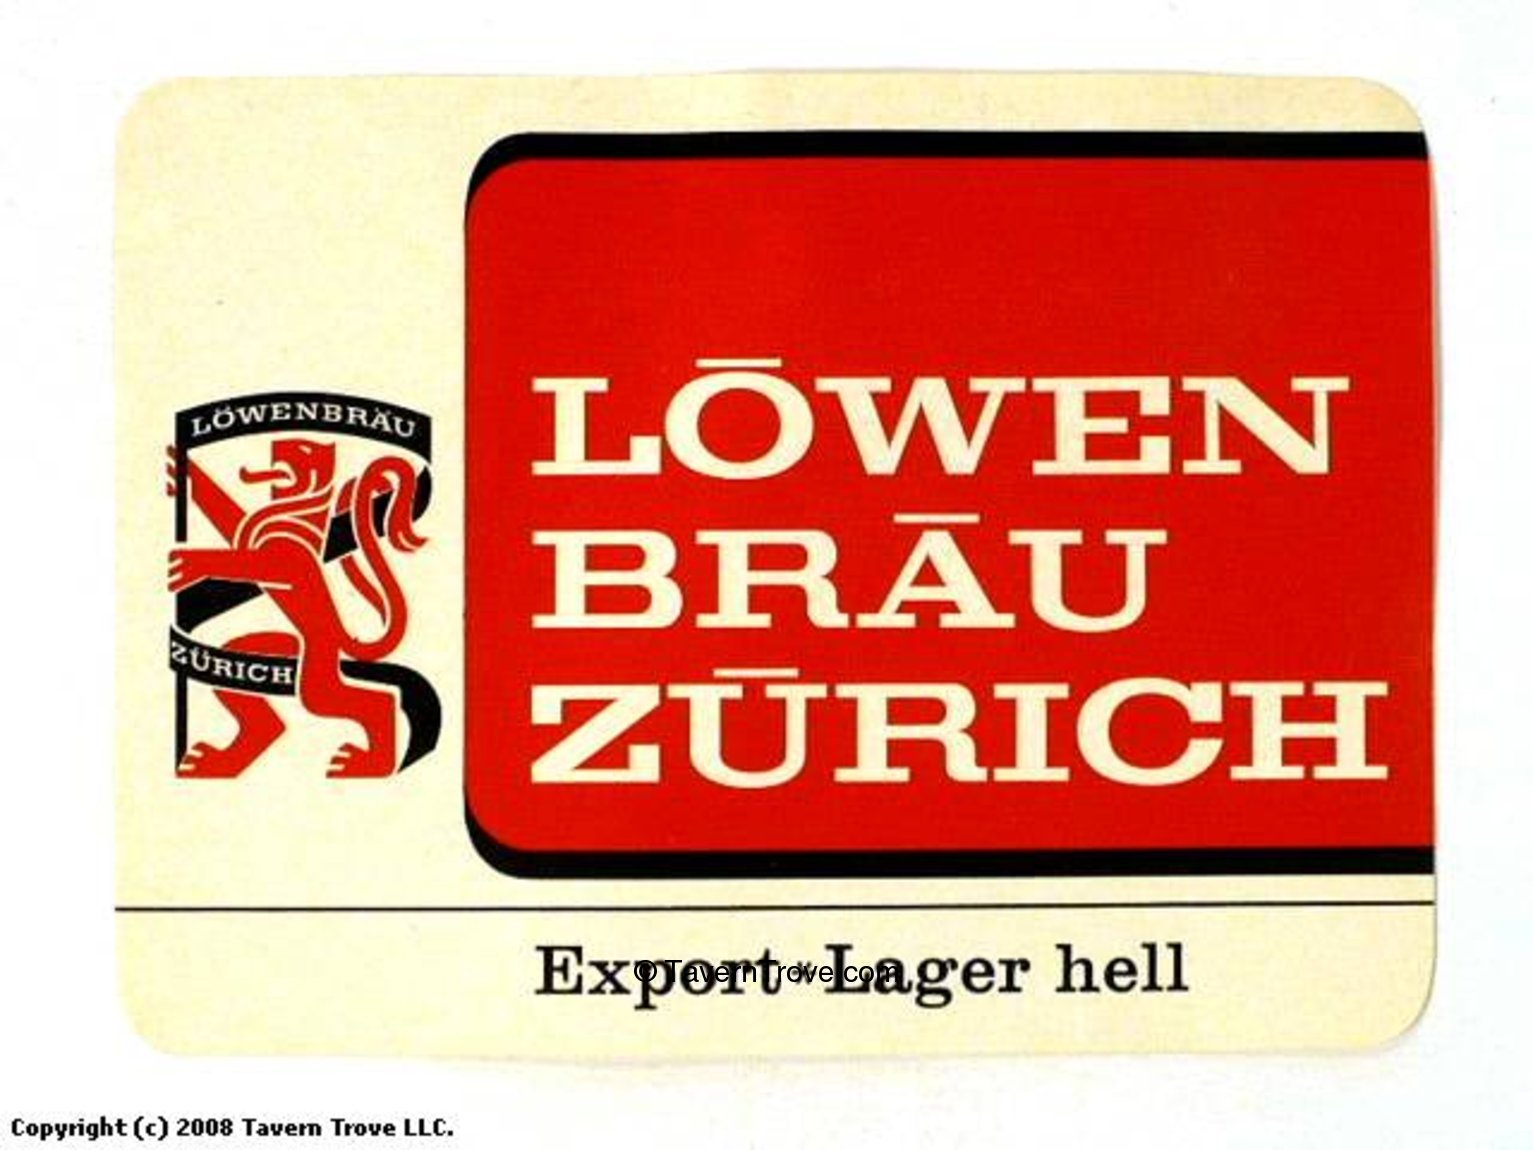 LÖWENBRÄU
ZÜRICH
LŌWEN
BRĀU
ZŪRICH
Export-Lager hell
© TavernTrove.com
Copyright (c) 2008 Tavern Trove LLC.